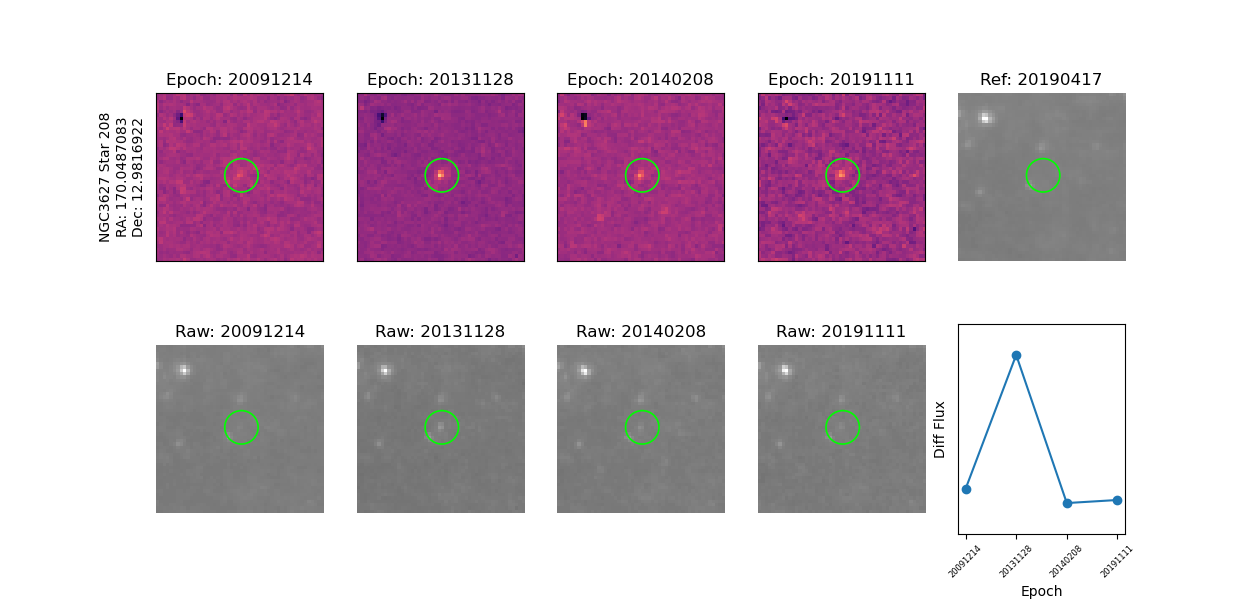 NGC3627 Star 208
RA: 170.0487083
Dec: 12.9816922
Epoch: 20091214
Epoch: 20131128
Epoch: 20140208
Epoch: 20191111
Ref: 20190417
Raw: 20091214
Raw: 20131128
Raw: 20140208
Raw: 20191111
Diff Flux
20091214
20131128
20140208
20191111
Epoch